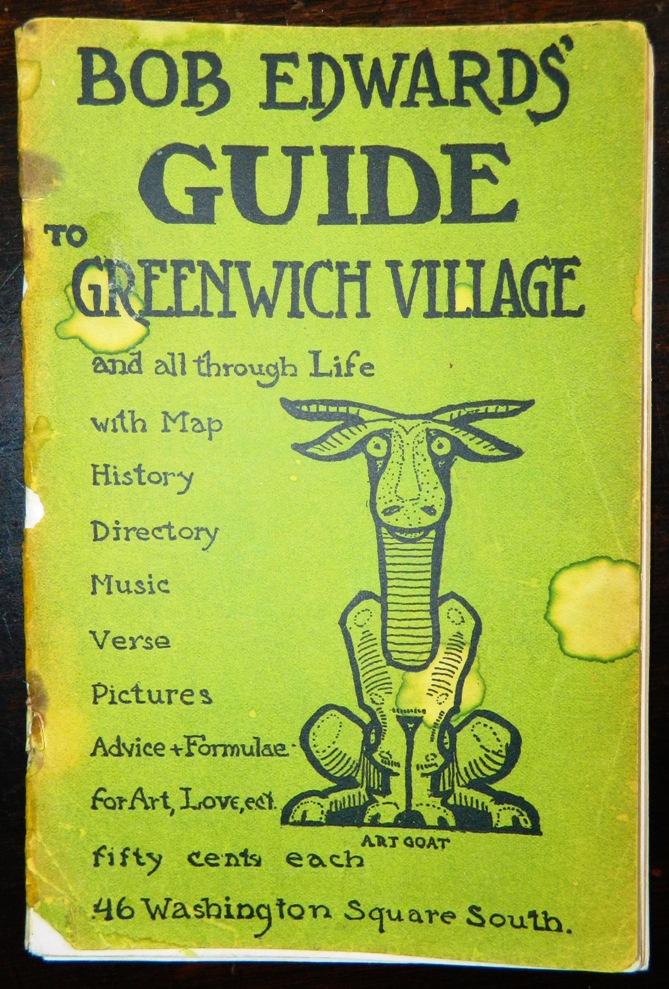 BOB EDWARDS'
GUIDE
TO
GREENWICH VILLAGE
and all through Life
with Map
History
Directory
Music
Verse
Pictures
Advice + Formulae
for Art, Love, ect.
ART GOAT
fifty cents each
46 Washington Square South.